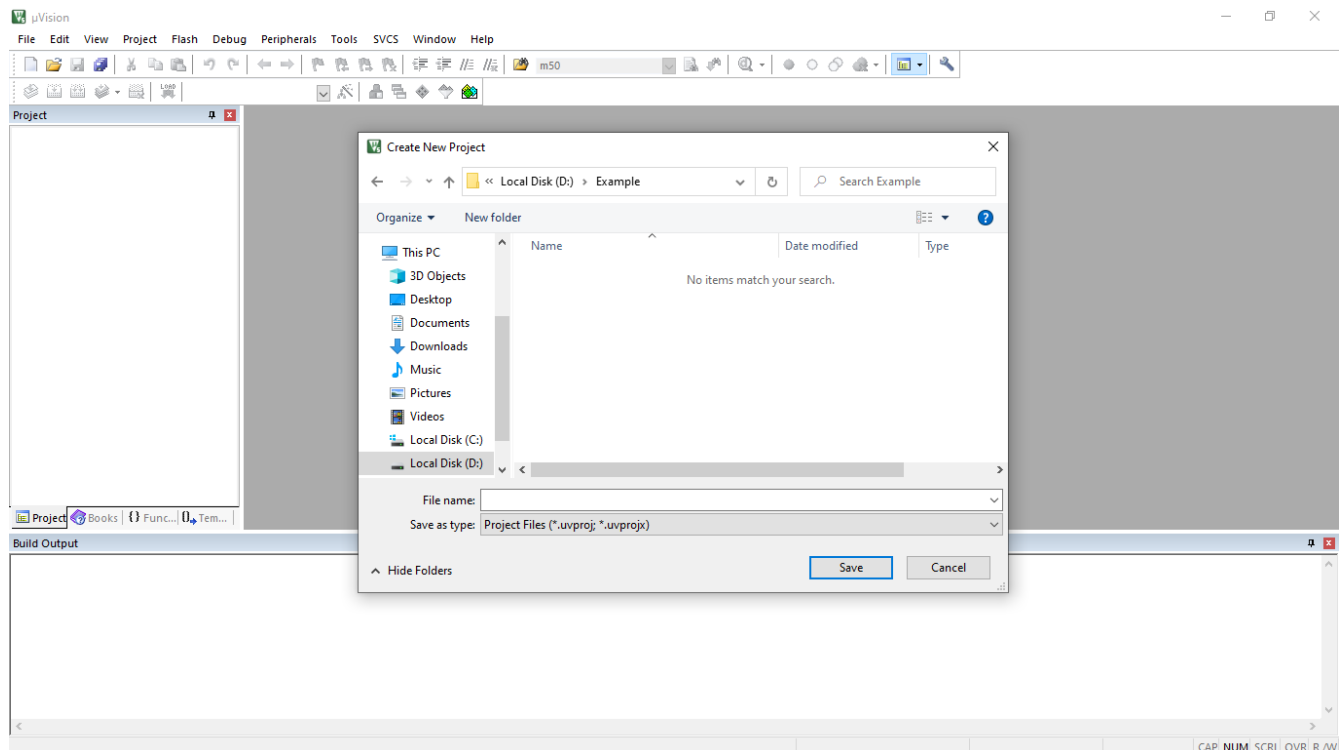 µVision
File Edit View Project Flash Debug Peripherals Tools SVCS Window Help
m50
LOAD
Project
Create New Project
« Local Disk (D:) › Example
Search Example
Organize
New folder
Name
Date modified
Type
No items match your search.
This PC
3D Objects
Desktop
Documents
Downloads
Music
Pictures
Videos
Local Disk (C:)
Local Disk (D:)
File name:
Save as type: Project Files (*.uvproj; *.uvprojx)
Hide Folders
Save
Cancel
Project Books {} Func... Tem...
Build Output
CAP NUM SCRL OVR R/W